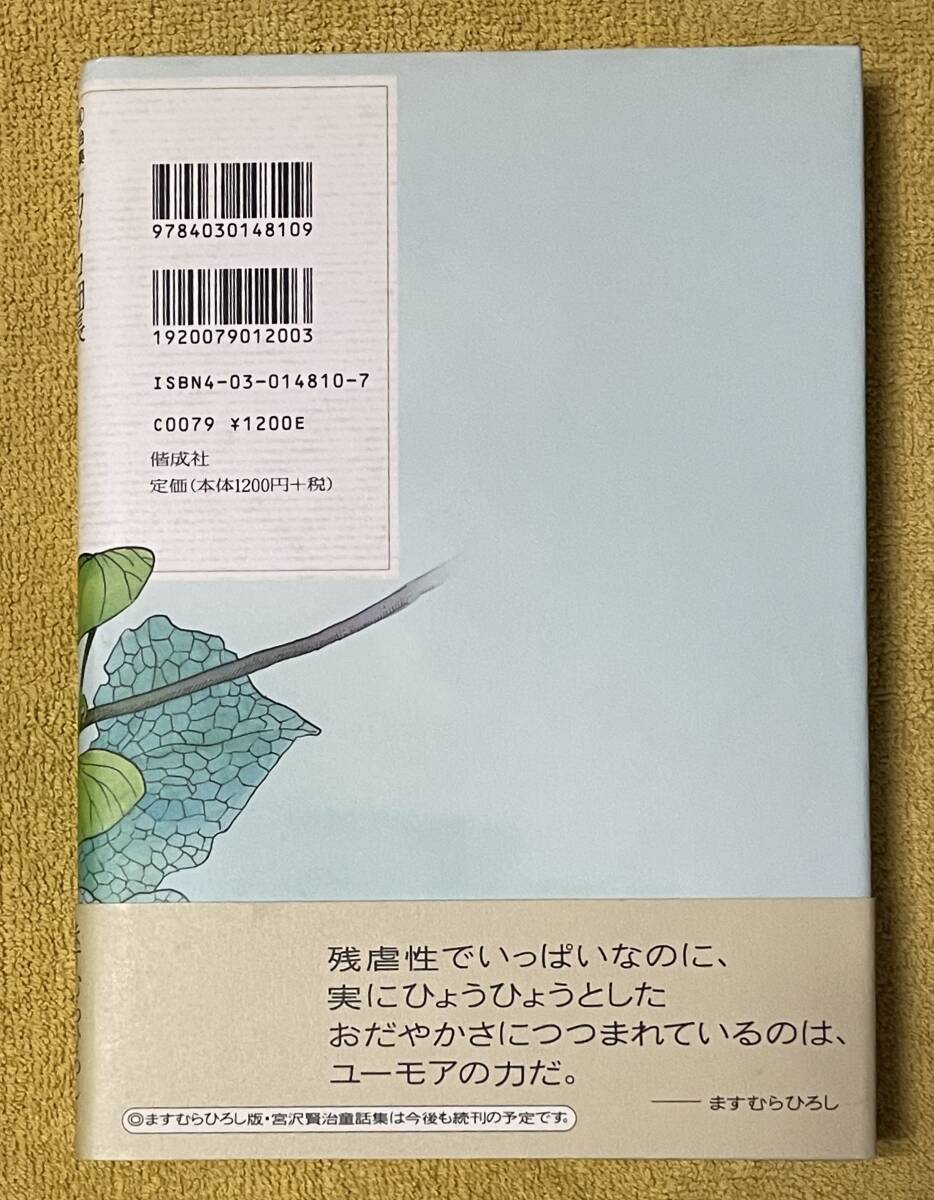 9784030148109
1920079012003
ISBN4-03-014810-7
C0079 ¥1200E
偕成社
定価(本体1200円+税)
残虐性でいっぱいなのに、
実にひょうひょうとした
おだやかさにつつまれているのは、
ユーモアの力だ。
——ますむらひろし
◎ますむらひろし版・宮沢賢治童話集は今後も続刊の予定です。